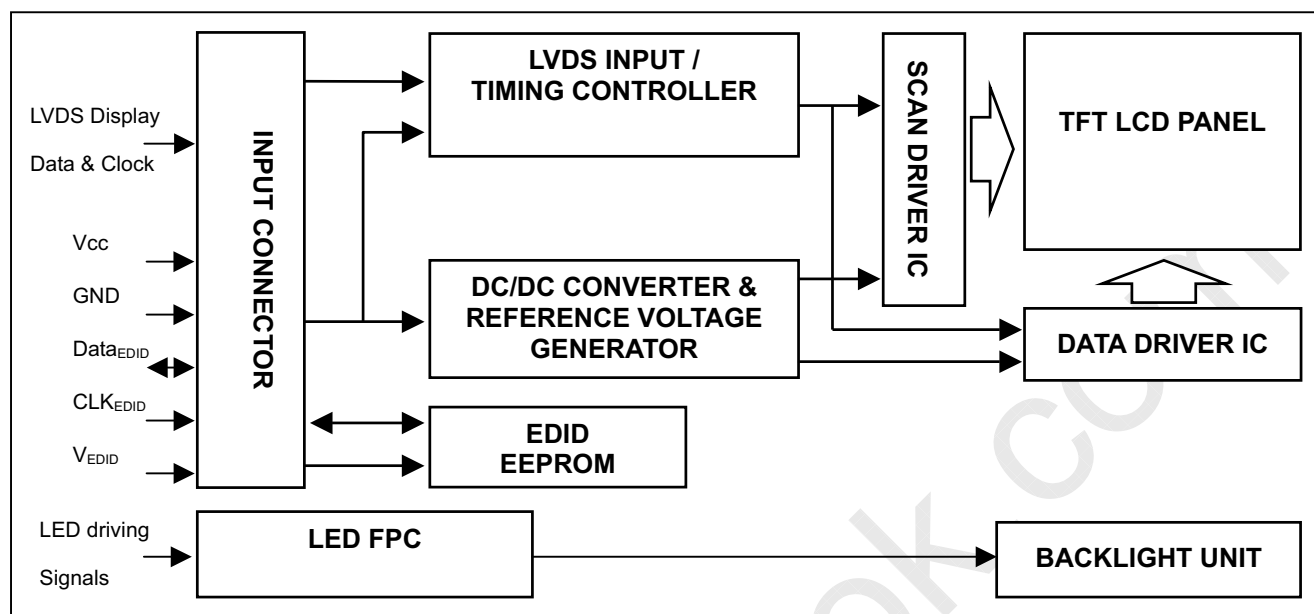 LVDS Display
Data & Clock
Vcc
GND
DataEDID
CLKEDID
VEDID
LED driving
Signals
INPUT CONNECTOR
LVDS INPUT /
TIMING CONTROLLER
DC/DC CONVERTER &
REFERENCE VOLTAGE
GENERATOR
EDID
EEPROM
LED FPC
SCAN DRIVER IC
TFT LCD PANEL
DATA DRIVER IC
BACKLIGHT UNIT